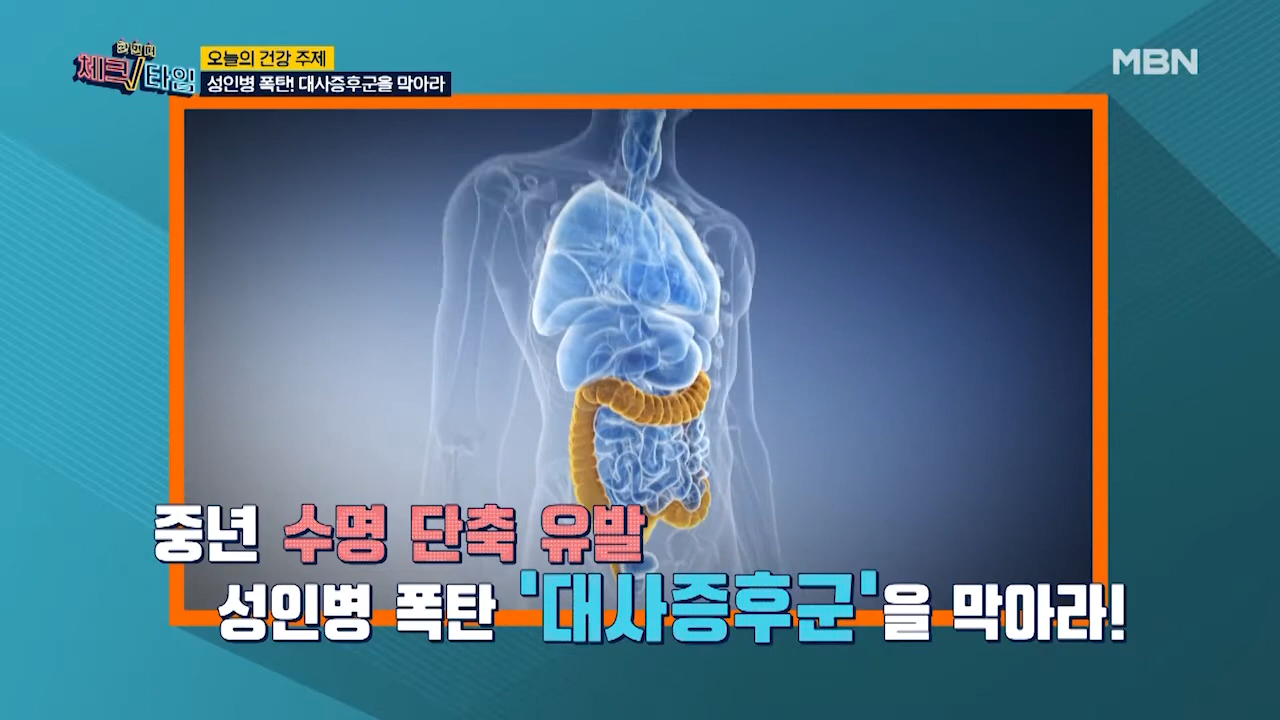 체크타임
오늘의 건강 주제
성인병 폭탄! 대사증후군을 막아라
MBN
중년 수명 단축 유발
성인병 폭탄 '대사증후군'을 막아라!